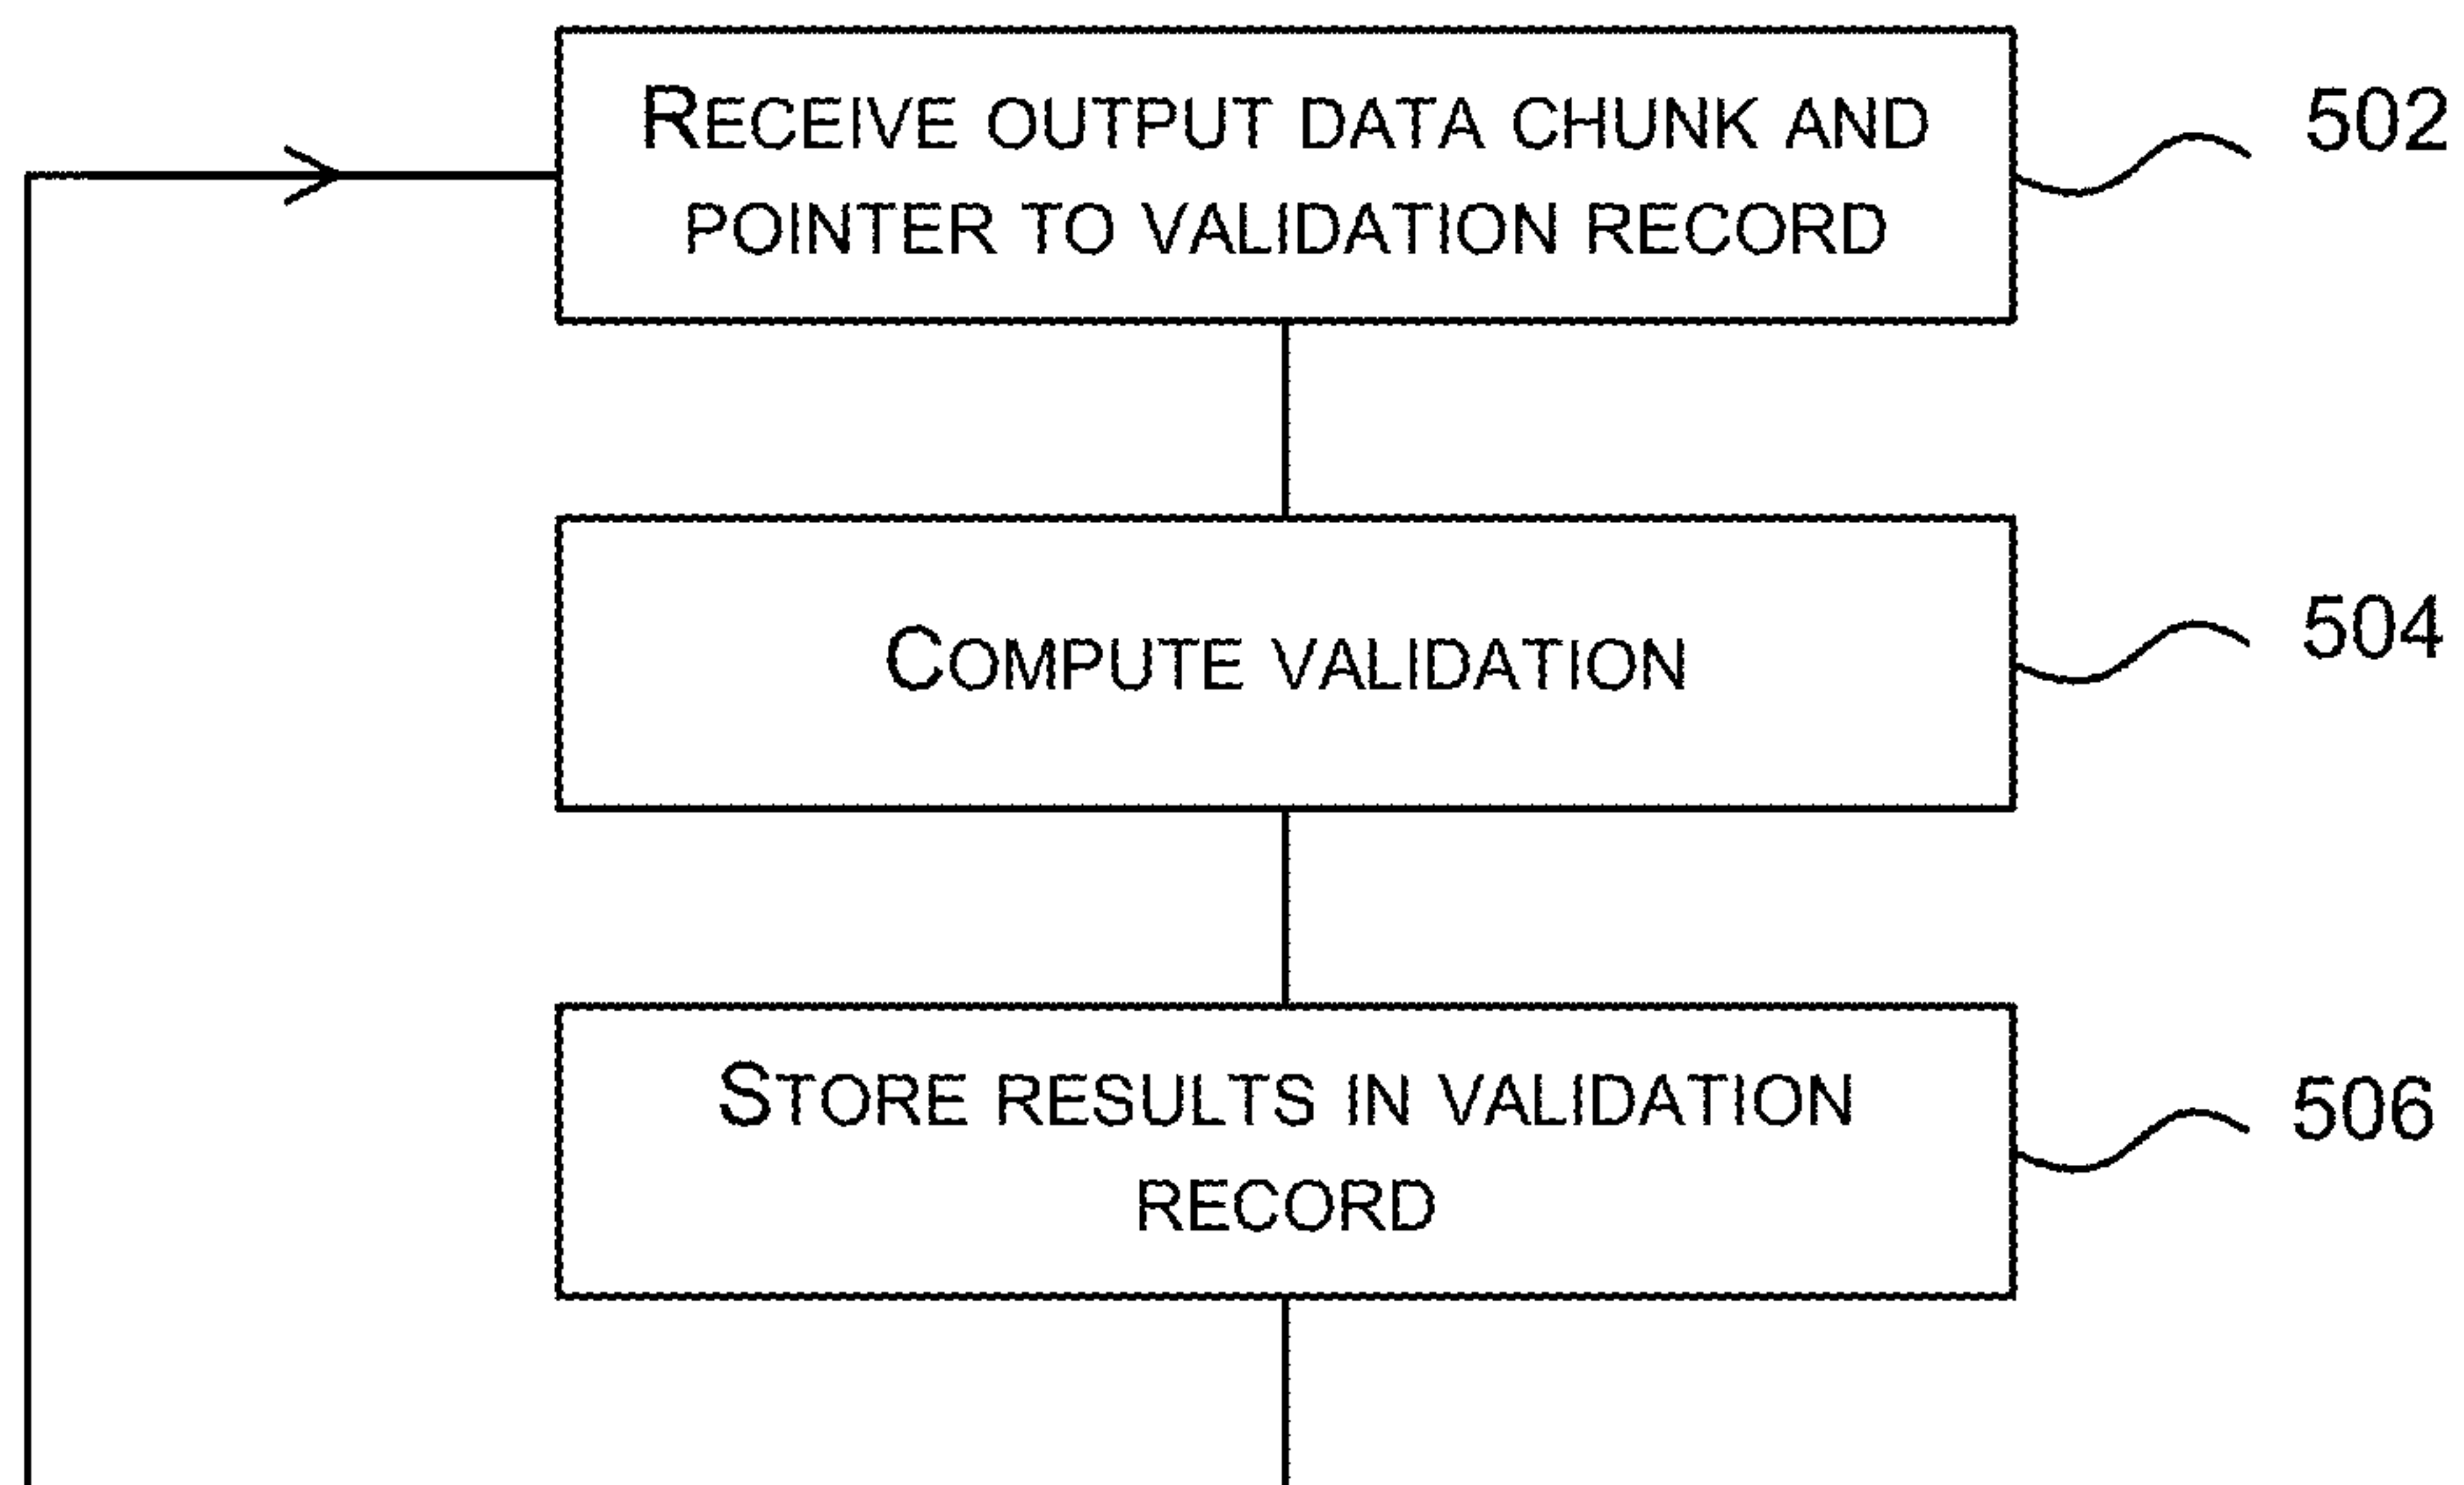 RECEIVE OUTPUT DATA CHUNK AND
POINTER TO VALIDATION RECORD
502
COMPUTE VALIDATION
504
STORE RESULTS IN VALIDATION
RECORD
506